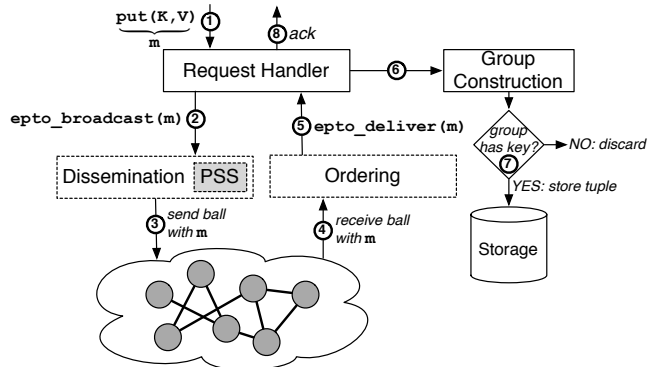 put(K,V)
m
1
8 ack
Request Handler
6
Group
Construction
epto_broadcast(m) 2
5 epto_deliver(m)
group
has key?
7
NO: discard
YES: store tuple
Dissemination PSS
Ordering
3 send ball
with m
4 receive ball
with m
Storage